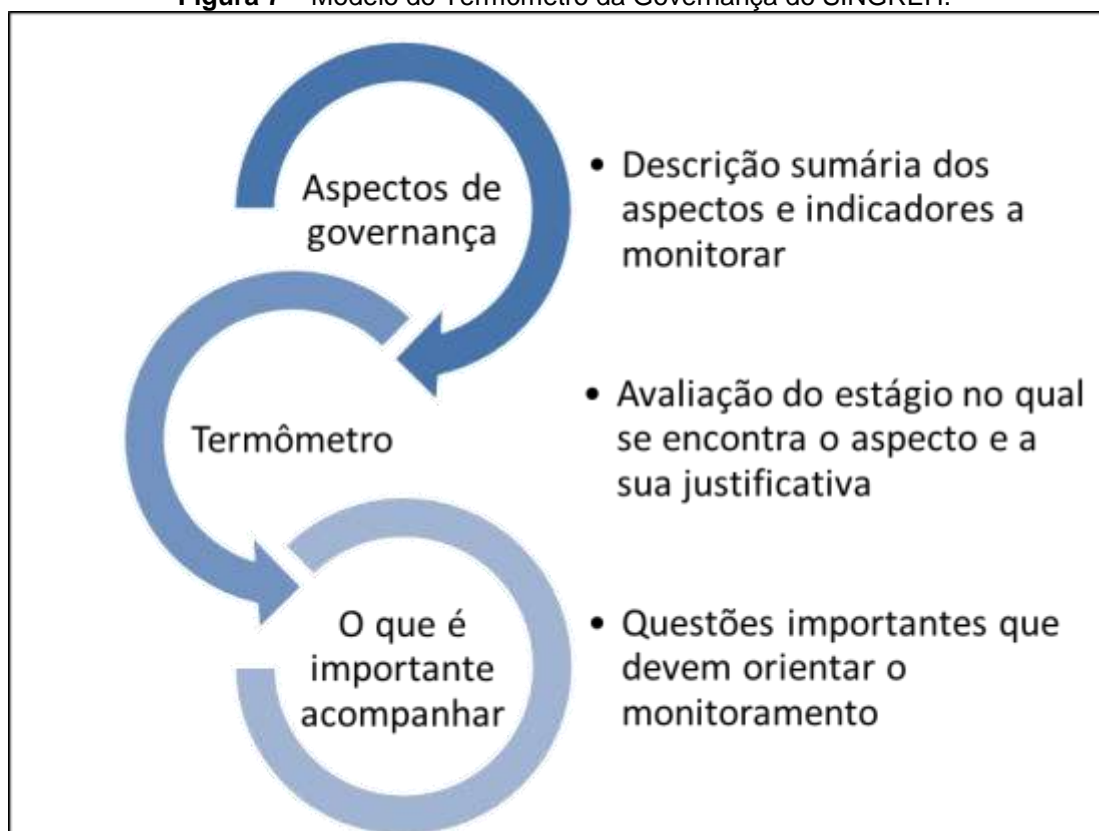 Aspectos de
governança
• Descrição sumária dos
aspectos e indicadores a
monitorar
Termômetro
• Avaliação do estágio no qual
se encontra o aspecto e a
sua justificativa
O que é
importante
acompanhar
• Questões importantes que
devem orientar o
monitoramento